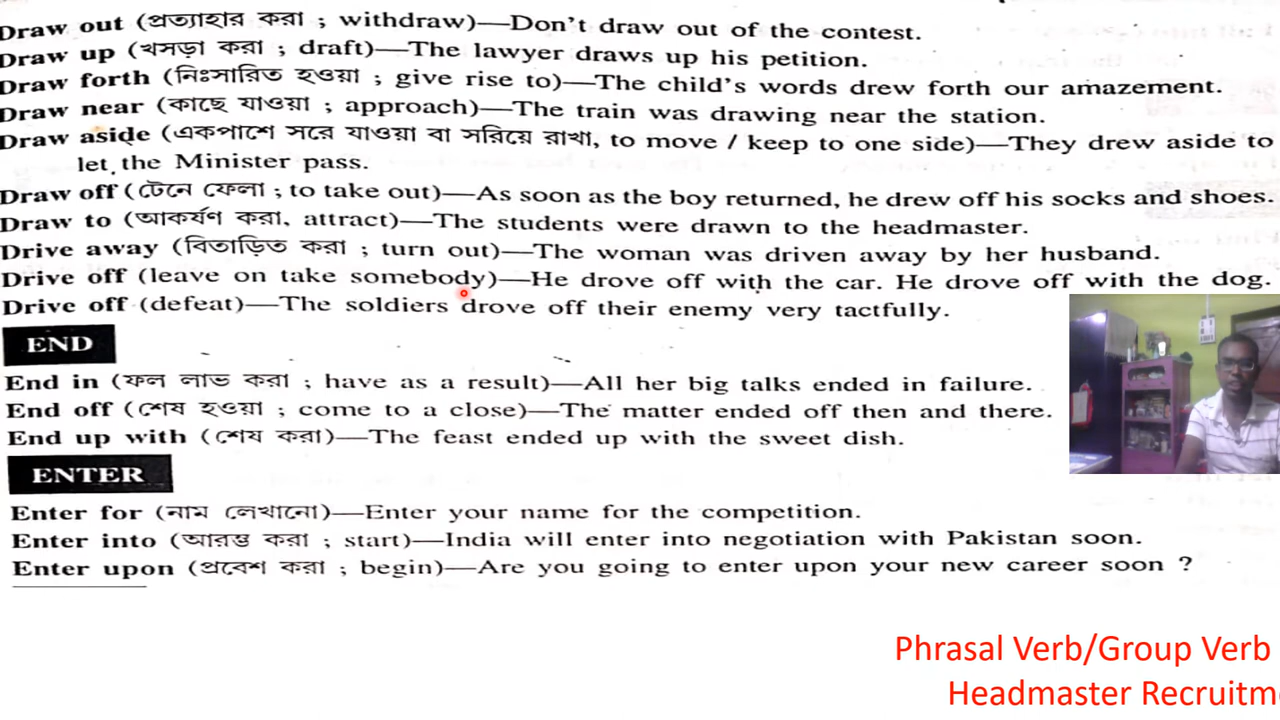 Draw out (প্রত্যাহার করা ; withdraw)—Don't draw out of the contest.
Draw up (খসড়া করা ; draft)—The lawyer draws up his petition.
Draw forth (নিঃসারিত হওয়া ; give rise to)—The child's words drew forth our amazement.
Draw near (কাছে যাওয়া ; approach)—The train was drawing near the station.
Draw aside (একপাশে সরে যাওয়া বা সরিয়ে রাখা, to move / keep to one side)—They drew aside to
let the Minister pass.
Draw off (টেনে ফেলা ; to take out)—As soon as the boy returned, he drew off his socks and shoes.
Draw to (আকর্ষণ করা, attract)—The students were drawn to the headmaster.
Drive away (বিতাড়িত করা ; turn out)—The woman was driven away by her husband.
Drive off (leave on take somebody)—He drove off with the car. He drove off with the dog.
Drive off (defeat)—The soldiers drove off their enemy very tactfully.
END
End in (ফল লাভ করা ; have as a result)—All her big talks ended in failure.
End off (শেষ হওয়া ; come to a close)—The matter ended off then and there.
End up with (শেষ করা)—The feast ended up with the sweet dish.
ENTER
Enter for (নাম লেখানো)—Enter your name for the competition.
Enter into (আরম্ভ করা ; start)—India will enter into negotiation with Pakistan soon.
Enter upon (প্রবেশ করা ; begin)—Are you going to enter upon your new career soon ?
Phrasal Verb/Group Verb
Headmaster Recruitm